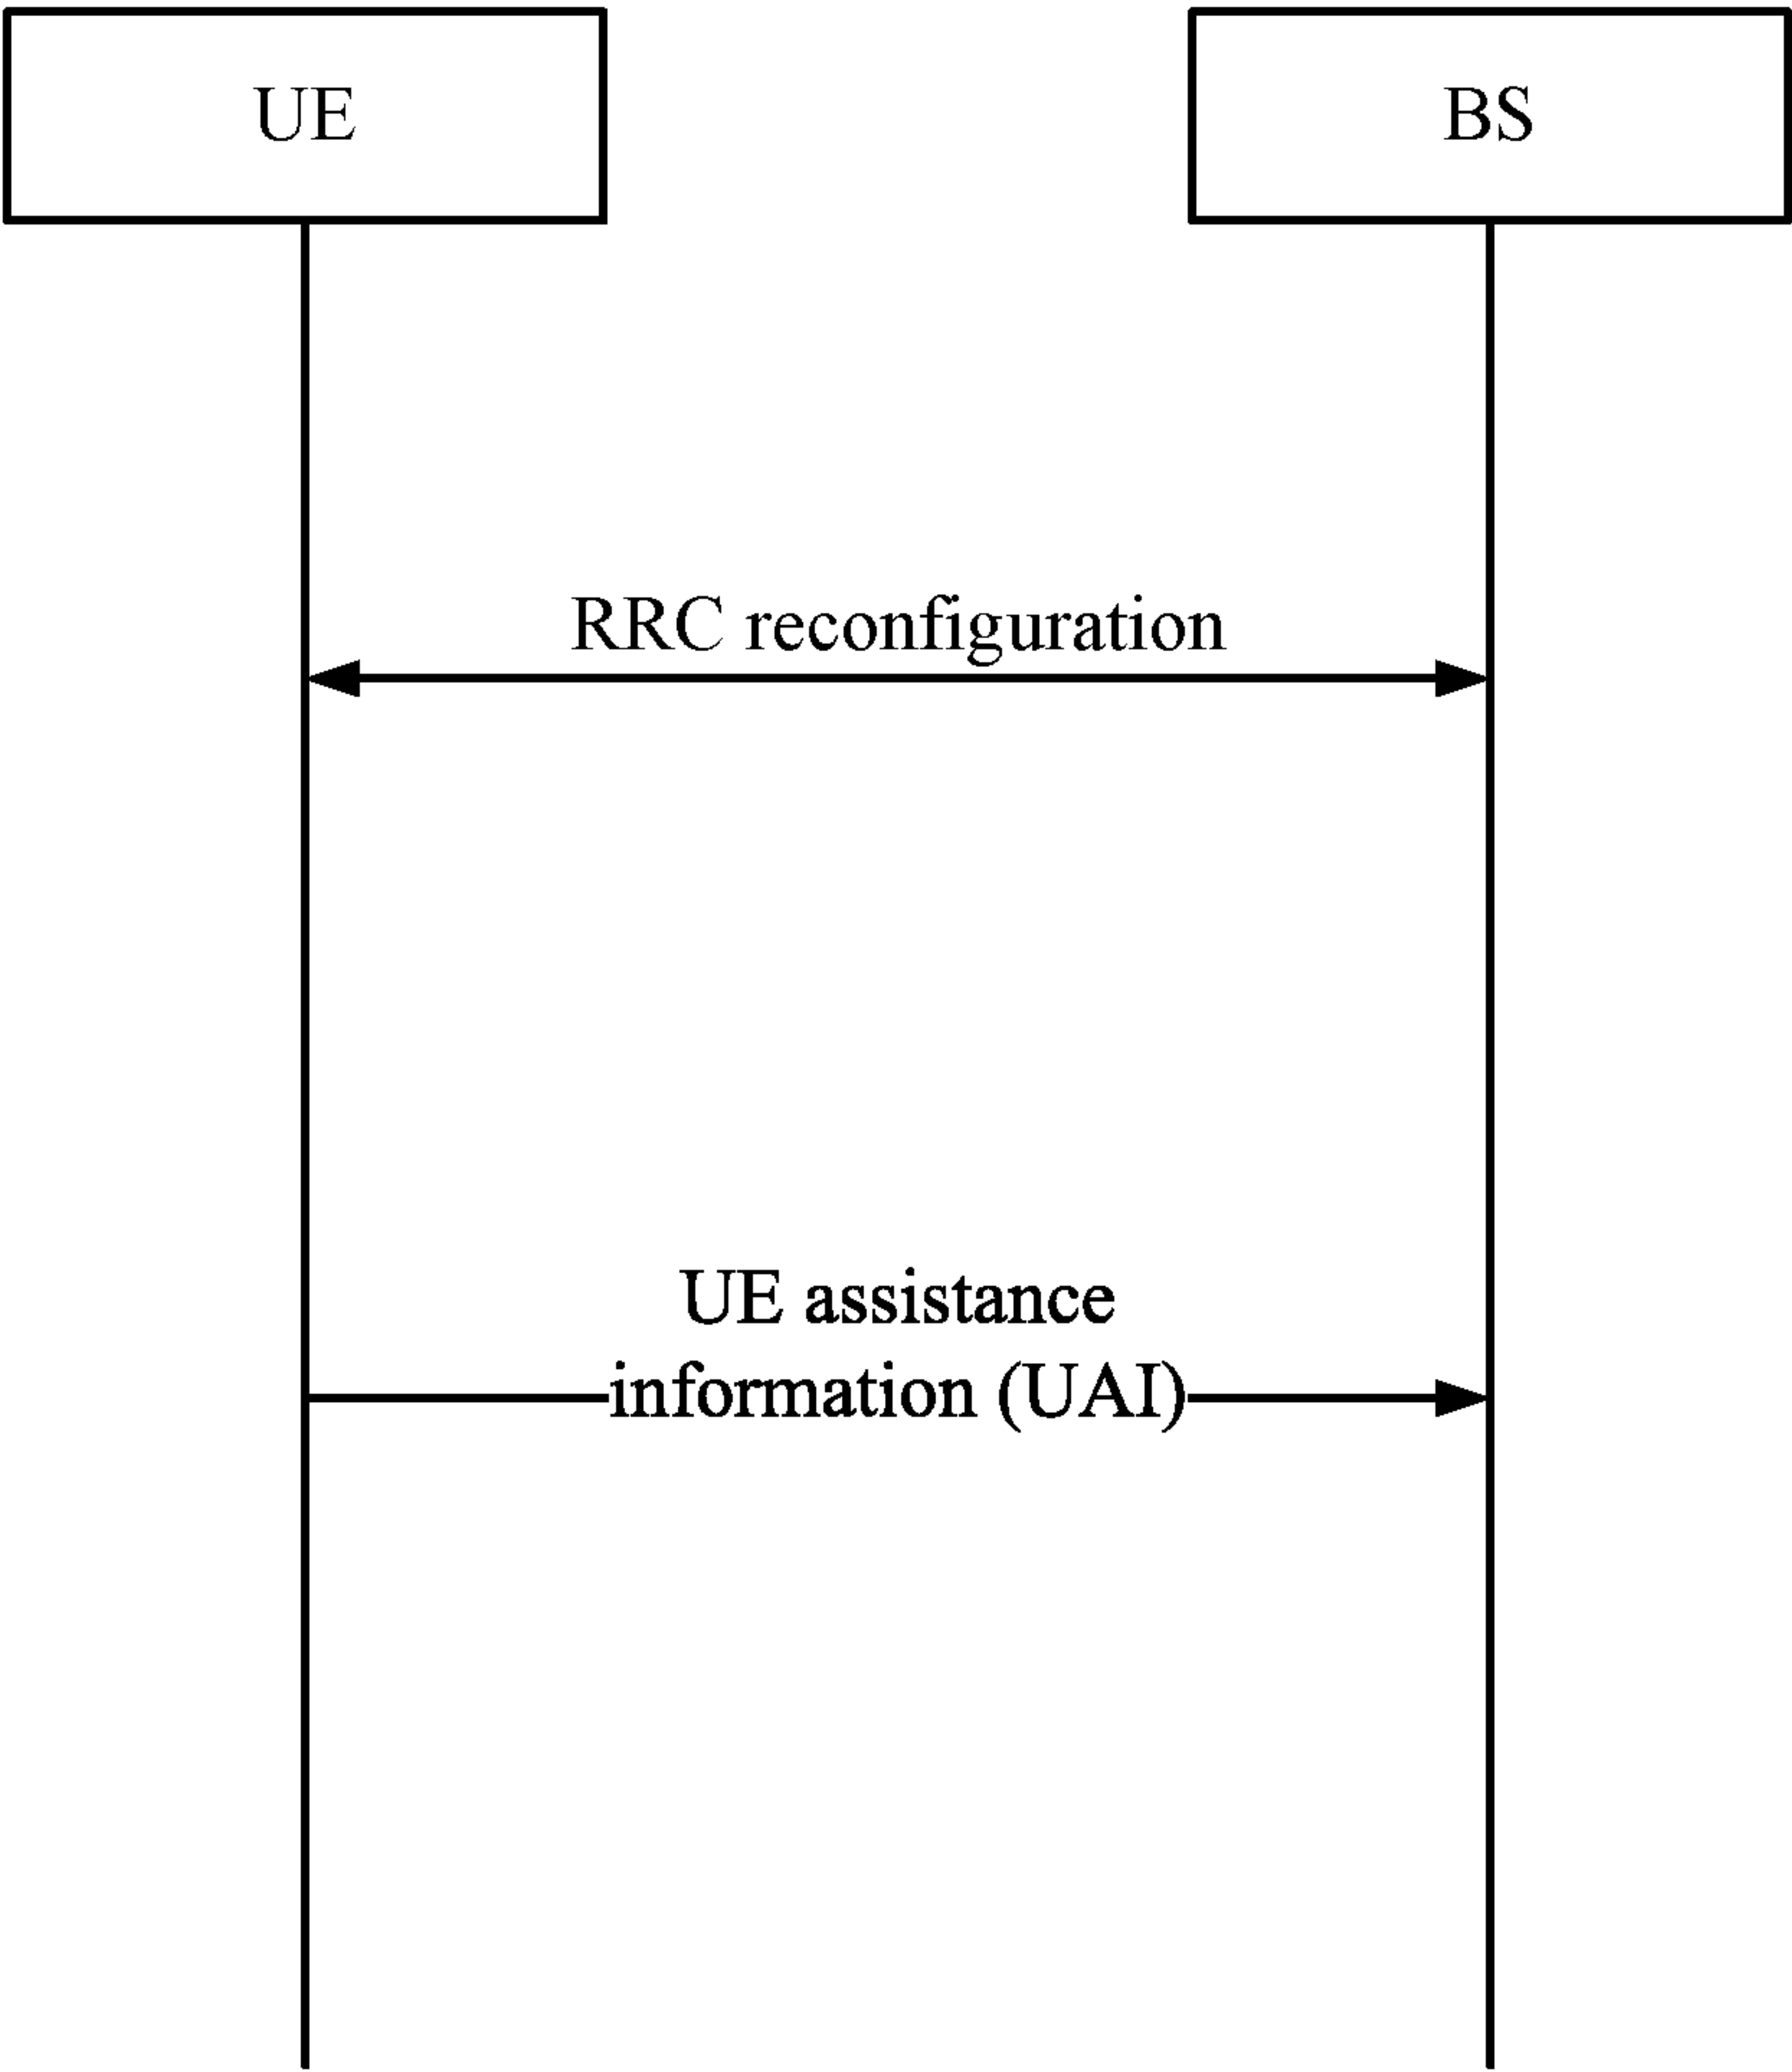 UE
BS
RRC reconfiguration
UE assistance
information (UAI)